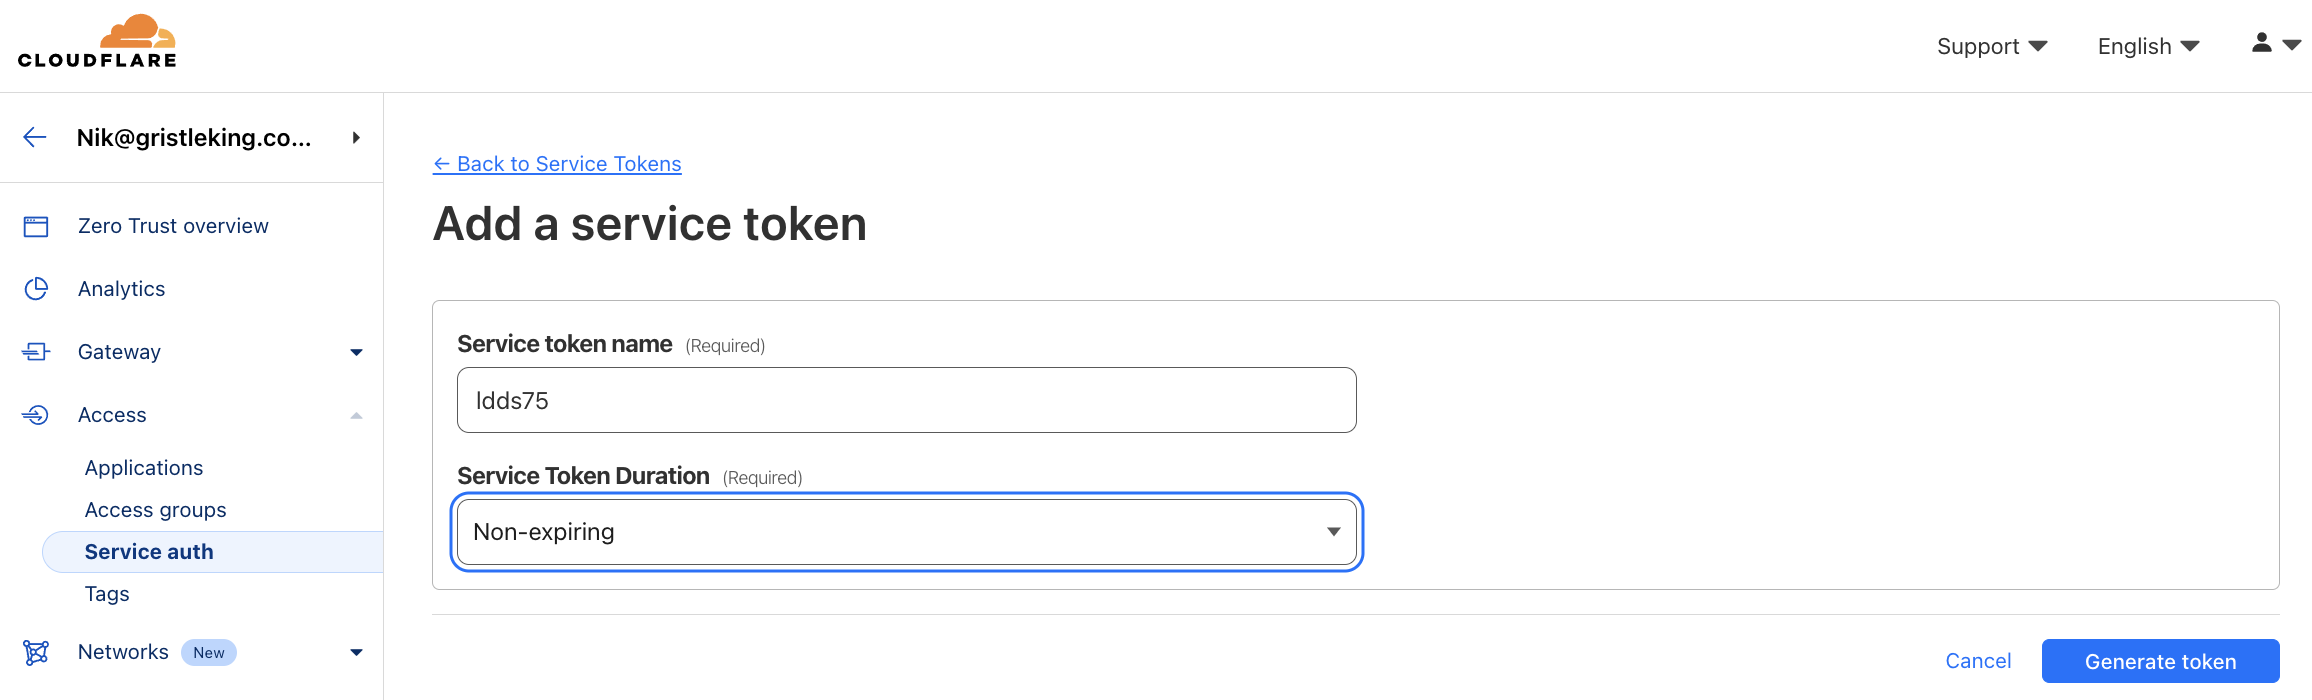 CLOUDFLARE
Support
English
Nik@gristleking.co...
Zero Trust overview
Analytics
Gateway
Access
Applications
Access groups
Service auth
Tags
Networks New
← Back to Service Tokens
Add a service token
Service token name (Required)
ldds75
Service Token Duration (Required)
Non-expiring
Cancel
Generate token